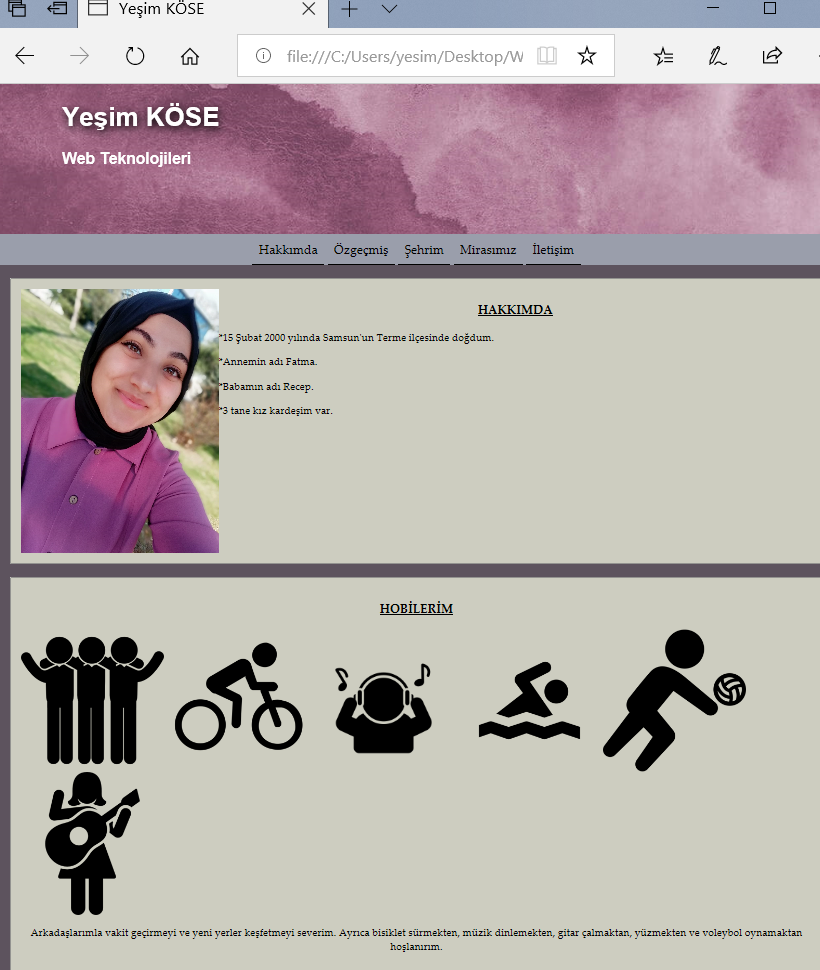 Yeşim KÖSE
file:///C:/Users/yesim/Desktop/W
Yeşim KÖSE
Web Teknolojileri
Hakkımda Özgeçmiş Şehrim Mirasımız İletişim
HAKKIMDA
*15 Şubat 2000 yılında Samsun'un Terme ilçesinde doğdum.
*Annemin adı Fatma.
*Babamın adı Recep.
*3 tane kız kardeşim var.
HOBİLERİM
Arkadaşlarımla vakit geçirmeyi ve yeni yerler keşfetmeyi severim. Ayrıca bisiklet sürmekten, müzik dinlemekten, gitar çalmaktan, yüzmekten ve voleybol oynamaktan
hoşlanırım.